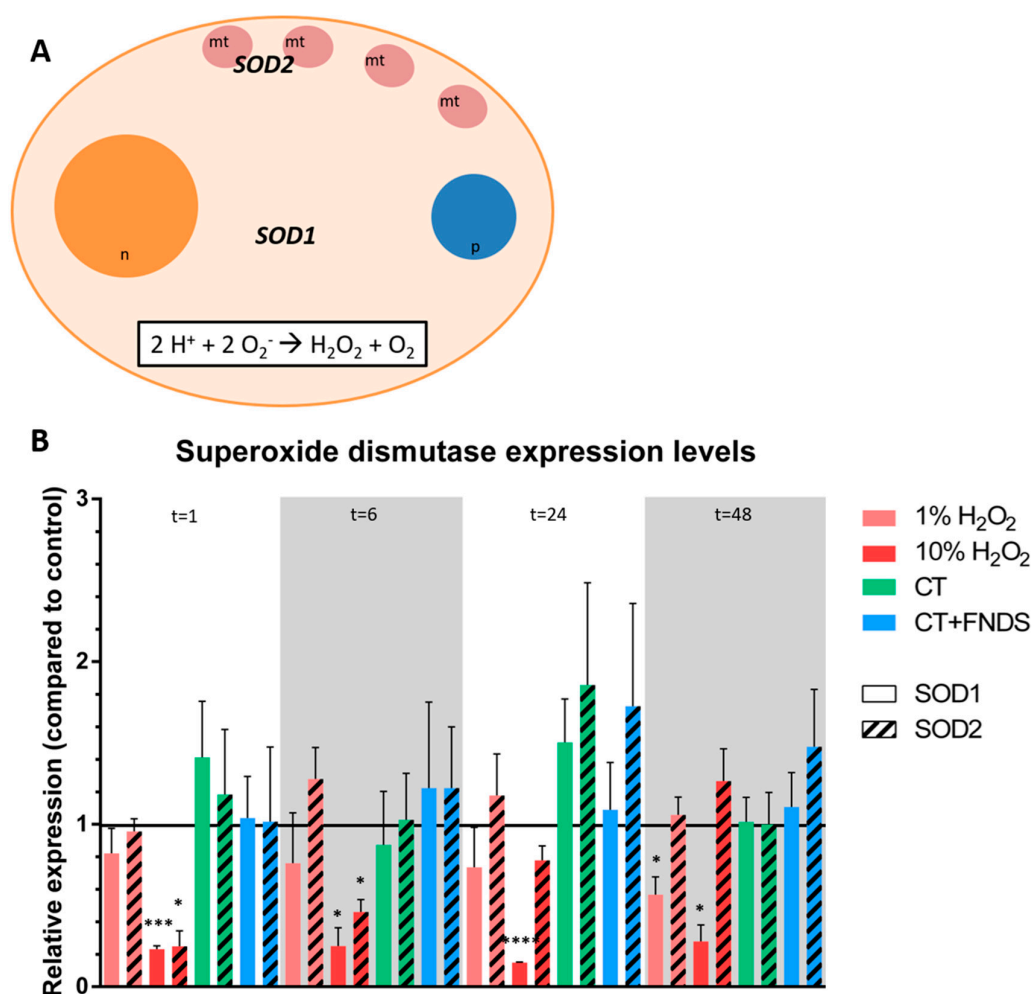 A
mt
mt
mt
mt
SOD2
SOD1
n
p
2 H⁺ + 2 O₂⁻ → H₂O₂ + O₂
B
Superoxide dismutase expression levels
Relative expression (compared to control)
3
2
1
0
t=1
t=6
t=24
t=48
***
*
*
*
****
*
*
1% H₂O₂
10% H₂O₂
CT
CT+FNDS
SOD1
SOD2